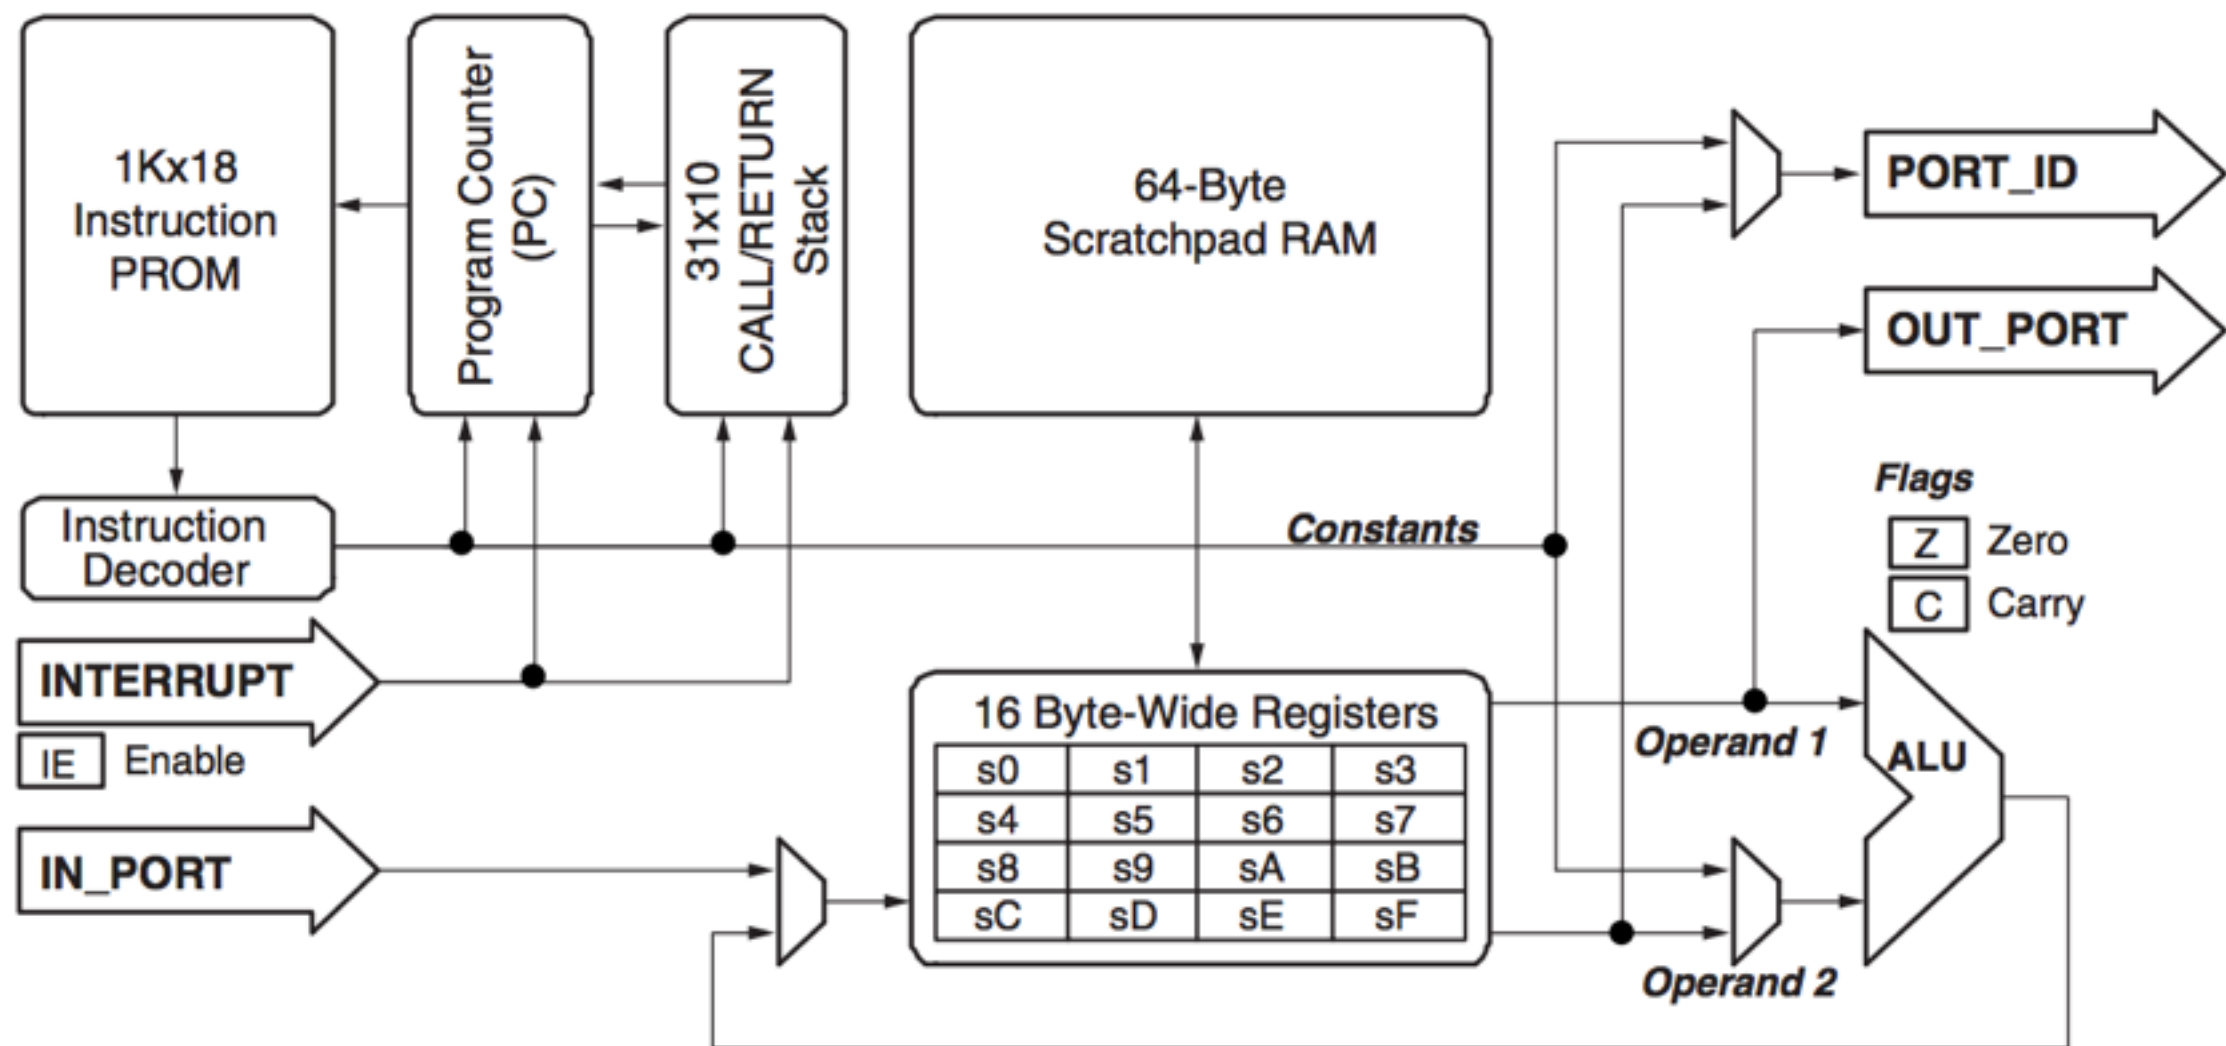 1Kx18
Instruction
PROM
Program Counter
(PC)
31x10
CALL/RETURN
Stack
64-Byte
Scratchpad RAM
PORT_ID
OUT_PORT
Instruction
Decoder
Constants
Flags
Z Zero
C Carry
INTERRUPT
IE Enable
IN_PORT
16 Byte-Wide Registers
s0 s1 s2 s3
s4 s5 s6 s7
s8 s9 sA sB
sC sD sE sF
Operand 1
ALU
Operand 2